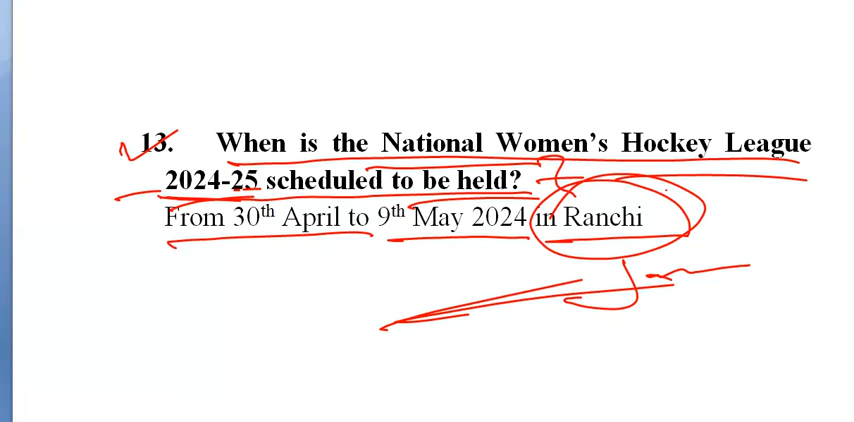 13. When is the National Women's Hockey League
2024-25 scheduled to be held?
From 30th April to 9th May 2024 in Ranchi